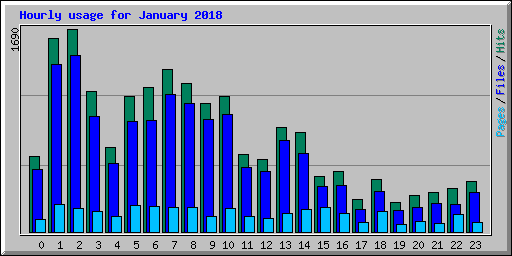 Hourly usage for January 2018
1690
Pages / Files / Hits
0 1 2 3 4 5 6 7 8 9 10 11 12 13 14 15 16 17 18 19 20 21 22 23